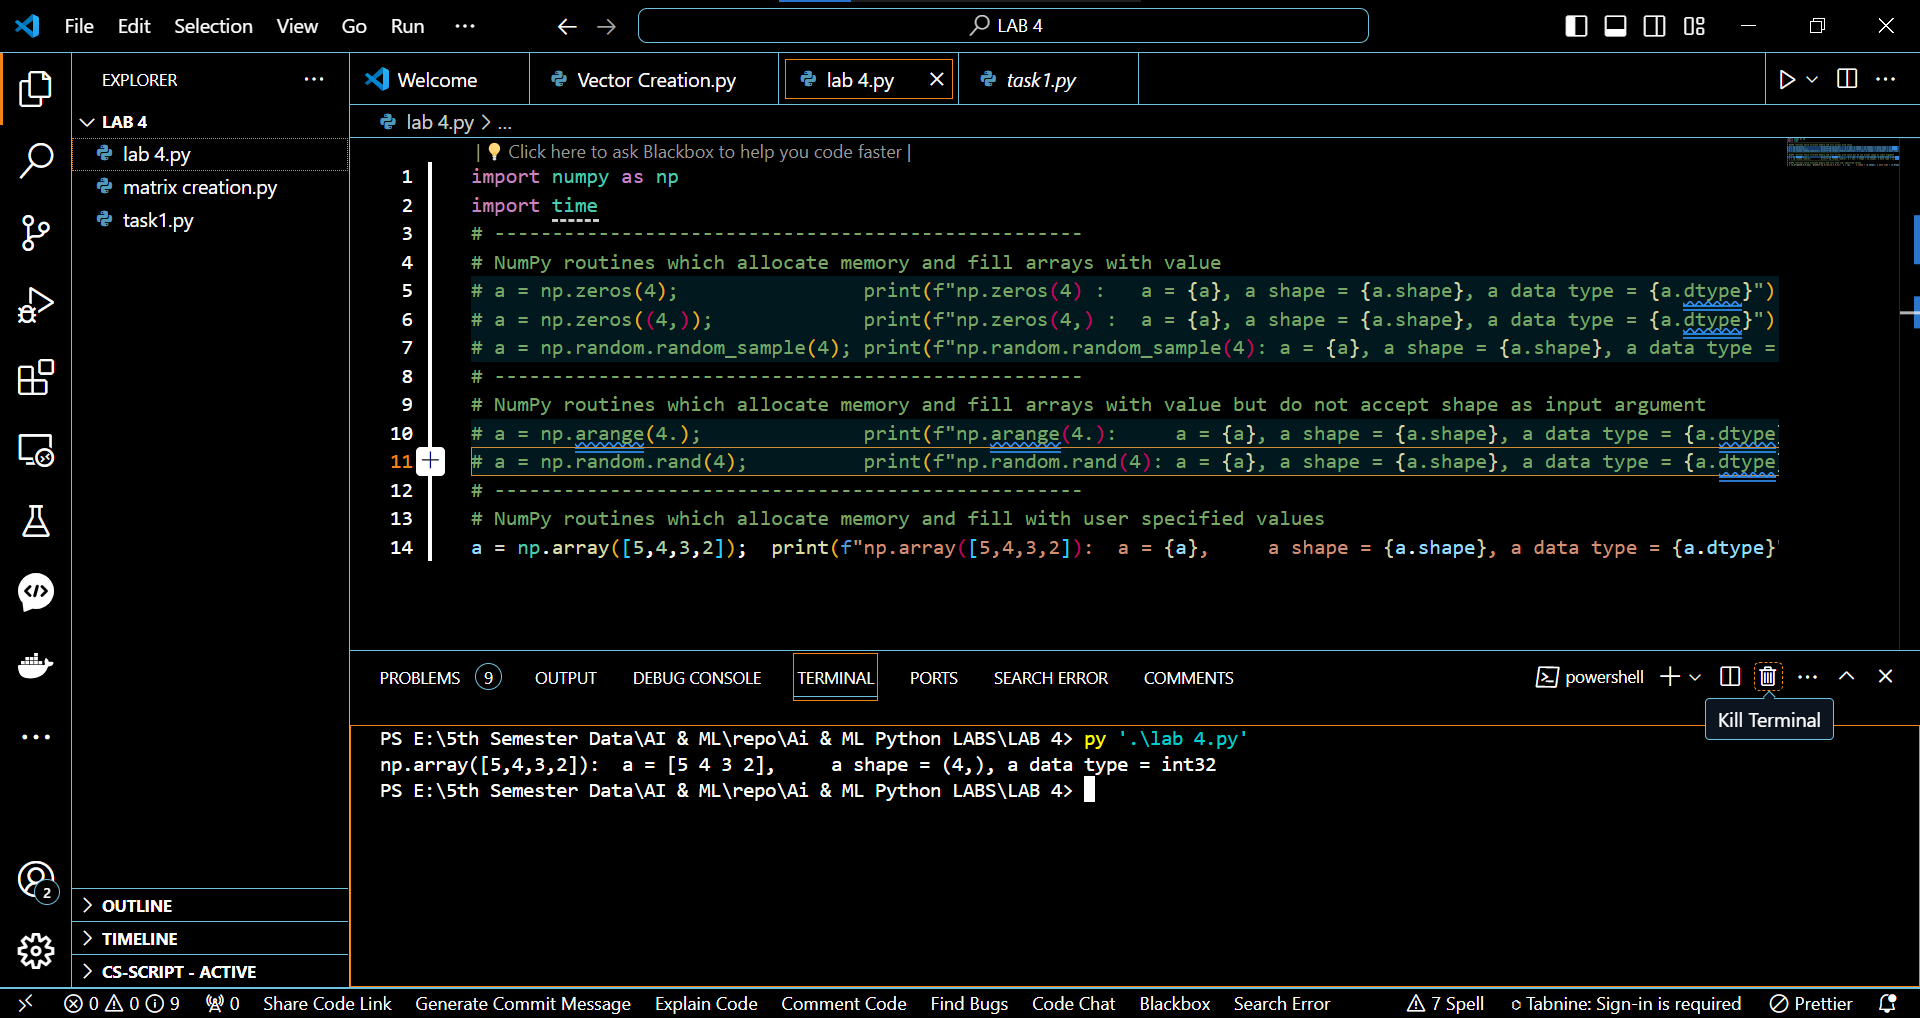 File Edit Selection View Go Run ··· LAB 4
EXPLORER ···
LAB 4
lab 4.py
matrix creation.py
task1.py
OUTLINE
TIMELINE
CS-SCRIPT - ACTIVE
Welcome Vector Creation.py lab 4.py task1.py
lab 4.py > ...
| Click here to ask Blackbox to help you code faster |
1 import numpy as np
2 import time
3 # ---------------------------------------------------
4 # NumPy routines which allocate memory and fill arrays with value
5 # a = np.zeros(4);                print(f"np.zeros(4) :   a = {a}, a shape = {a.shape}, a data type = {a.dtype}")
6 # a = np.zeros((4,));             print(f"np.zeros(4,) :  a = {a}, a shape = {a.shape}, a data type = {a.dtype}")
7 # a = np.random.random_sample(4); print(f"np.random.random_sample(4): a = {a}, a shape = {a.shape}, a data type =
8 # ---------------------------------------------------
9 # NumPy routines which allocate memory and fill arrays with value but do not accept shape as input argument
10 # a = np.arange(4.);              print(f"np.arange(4.):     a = {a}, a shape = {a.shape}, a data type = {a.dtype
11 # a = np.random.rand(4);          print(f"np.random.rand(4): a = {a}, a shape = {a.shape}, a data type = {a.dtype
12 # ---------------------------------------------------
13 # NumPy routines which allocate memory and fill with user specified values
14 a = np.array([5,4,3,2]);  print(f"np.array([5,4,3,2]):  a = {a},     a shape = {a.shape}, a data type = {a.dtype}"
PROBLEMS 9 OUTPUT DEBUG CONSOLE TERMINAL PORTS SEARCH ERROR COMMENTS powershell
Kill Terminal
PS E:\5th Semester Data\AI & ML\repo\Ai & ML Python LABS\LAB 4> py '.\lab 4.py'
np.array([5,4,3,2]):  a = [5 4 3 2],     a shape = (4,), a data type = int32
PS E:\5th Semester Data\AI & ML\repo\Ai & ML Python LABS\LAB 4>
2
0 0 9 0 Share Code Link Generate Commit Message Explain Code Comment Code Find Bugs Code Chat Blackbox Search Error 7 Spell Tabnine: Sign-in is required Prettier